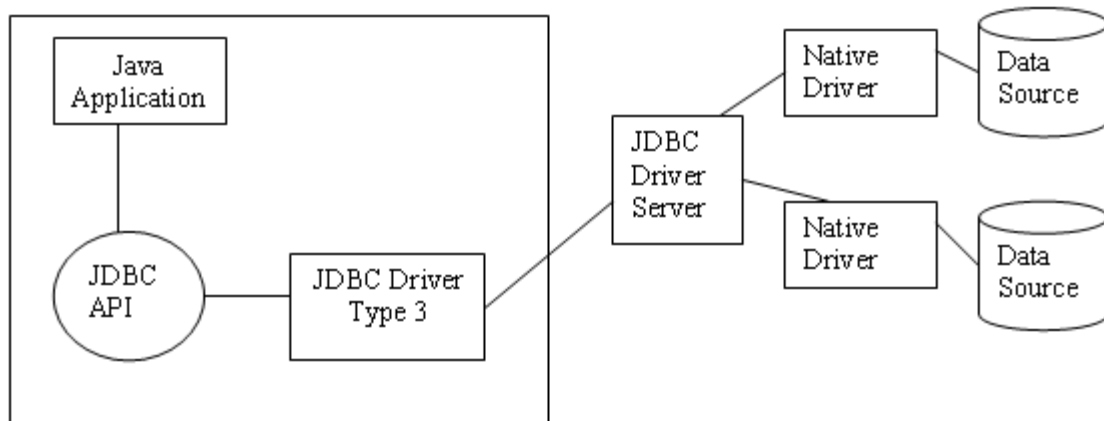 Java
Application
JDBC
API
JDBC Driver
Type 3
JDBC
Driver
Server
Native
Driver
Data
Source
Native
Driver
Data
Source